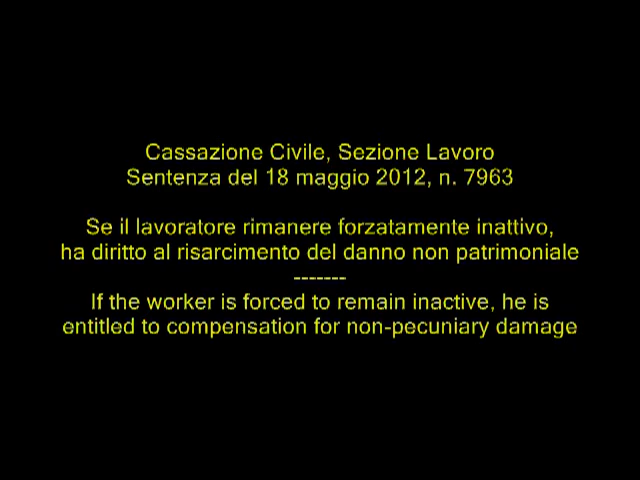 Cassazione Civile, Sezione Lavoro
Sentenza del 18 maggio 2012, n. 7963
Se il lavoratore rimanere forzatamente inattivo,
ha diritto al risarcimento del danno non patrimoniale
-------
If the worker is forced to remain inactive, he is
entitled to compensation for non-pecuniary damage